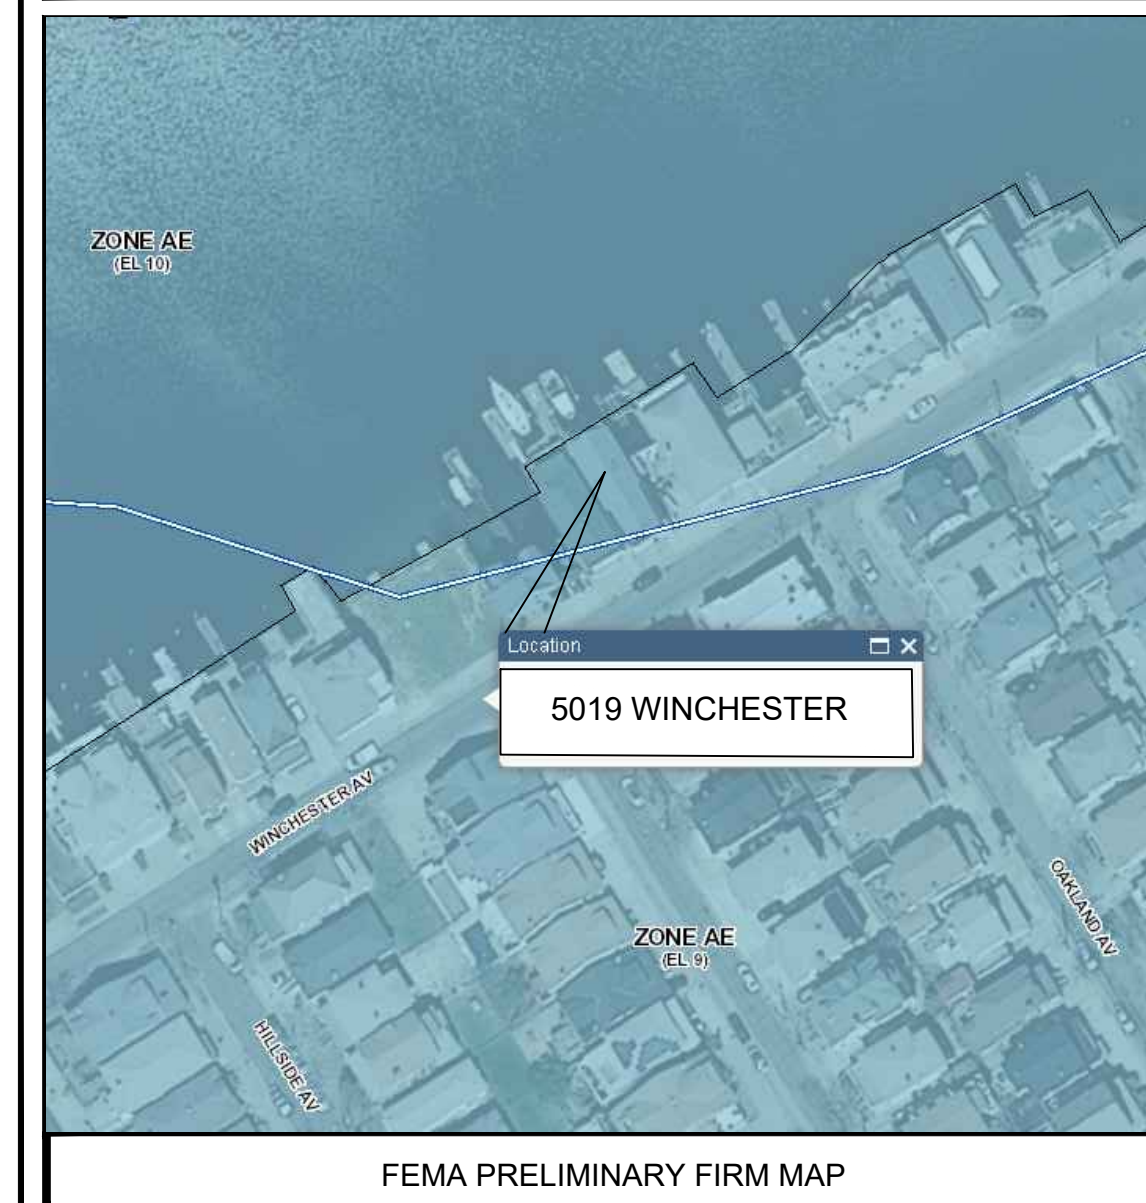 ZONE AE
(EL 10)
Location
5019 WINCHESTER
WINCHESTER AV
OAKLAND AV
ZONE AE
(EL 9)
HILLSIDE AV
FEMA PRELIMINARY FIRM MAP